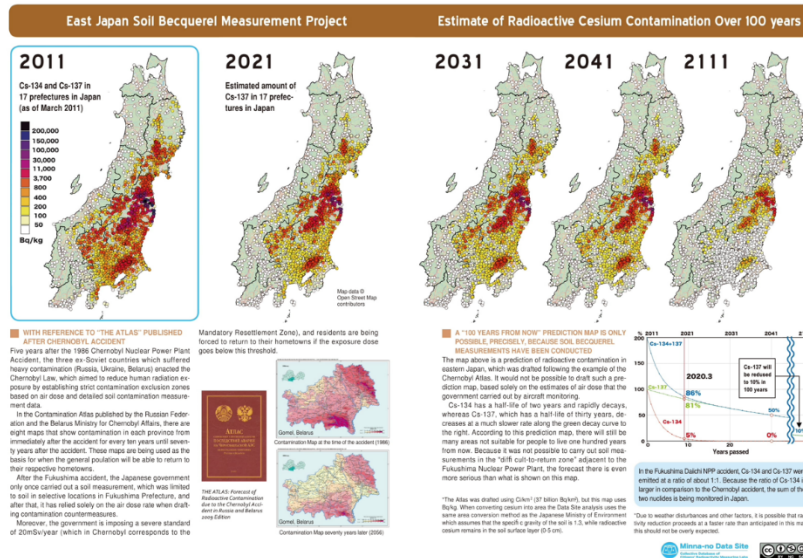 East Japan Soil Becquerel Measurement Project
Estimate of Radioactive Cesium Contamination Over 100 years
2011
Cs-134 and Cs-137 in
17 prefectures in Japan
(as of March 2011)
200,000
150,000
100,000
30,000
11,000
3,700
800
400
200
100
50
Bq/kg
2021
Estimated amount of
Cs-137 in 17 prefec-
tures in Japan
Map data ©
Open Street Map
contributors
2031
2041
2111
WITH REFERENCE TO "THE ATLAS" PUBLISHED
AFTER CHERNOBYL ACCIDENT
Five years after the 1986 Chernobyl Nuclear Power Plant
Accident, the three ex-Soviet countries which suffered
heavy contamination (Russia, Ukraine, Belarus) enacted the
Chernobyl Law, which aimed to reduce human radiation ex-
posure by establishing strict contamination exclusion zones
based on air dose and detailed soil contamination measure-
ment data.
In the Contamination Atlas published by the Russian Feder-
ation and the Belarus Ministry for Chernobyl Affairs, there are
eight maps that show contamination in each province from
immediately after the accident for every ten years until seven-
ty years after the accident. These maps are being used as the
basis for when the general population will be able to return to
their respective hometowns.
After the Fukushima accident, the Japanese government
only once carried out a soil measurement, which was limited
to soil in selective locations in Fukushima Prefecture, and
after that, it has relied solely on the air dose rate when draft-
ing contamination countermeasures.
Moreover, the government is imposing a severe standard
of 20mSv/year (which in Chernobyl corresponds to the
Mandatory Resettlement Zone), and residents are being
forced to return to their hometowns if the exposure dose
goes below this threshold.
АТЛАС
Gomel, Belarus
Contamination Map at the time of the accident (1986)
THE ATLAS: Forecast of
Radioactive Contamination
due to the Chernobyl Acci-
dent in Russia and Belarus
2009 Edition
Gomel, Belarus
Contamination Map seventy years later (2056)
A "100 YEARS FROM NOW" PREDICTION MAP IS ONLY
POSSIBLE, PRECISELY, BECAUSE SOIL BECQUEREL
MEASUREMENTS HAVE BEEN CONDUCTED
The map above is a prediction of radioactive contamination in
eastern Japan, which was drafted following the example of the
Chernobyl Atlas. It would not be possible to draft such a pre-
diction map, based solely on the estimates of air dose that the
government carried out by aircraft monitoring.
Cs-134 has a half-life of two years and rapidly decays,
whereas Cs-137, which has a half-life of thirty years, de-
creases at a much slower rate along the green decay curve to
the right. According to this prediction map, there will still be
many areas not suitable for people to live one hundred years
from now. Because it was not possible to carry out soil mea-
surements in the "diff cult-to-return zone" adjacent to the
Fukushima Nuclear Power Plant, the forecast there is even
more serious than what is shown on this map.
*The Atlas was drafted using Ci/km² (37 billion Bq/km²), but this map uses
Bq/kg. When converting cesium into area the Data Site analysis uses the
same area conversion method as the Japanese Ministry of Environment
which assumes that the specific gravity of the soil is 1.3, while radioactive
cesium remains in the soil surface layer (0-5 cm).
% 2011
2021
2031
2041
200
Cs-134+137
2020.3
Cs-137 will
be reduced
to 10% in
100 years
100
Cs-137
86%
81%
50%
10%
Cs-134
5%
0%
0
10
20
Years passed
In the Fukushima Daiichi NPP accident, Cs-134 and Cs-137 were
emitted at a ratio of about 1:1. Because the ratio of Cs-134 is
larger in comparison to the Chernobyl accident, the sum of the
two nuclides is being monitored in Japan.
*Due to weather disturbances and other factors, it is possible that rad
tivity reduction proceeds at a faster rate than anticipated in this ma
this should not be overly expected.
Minna-no Data Site